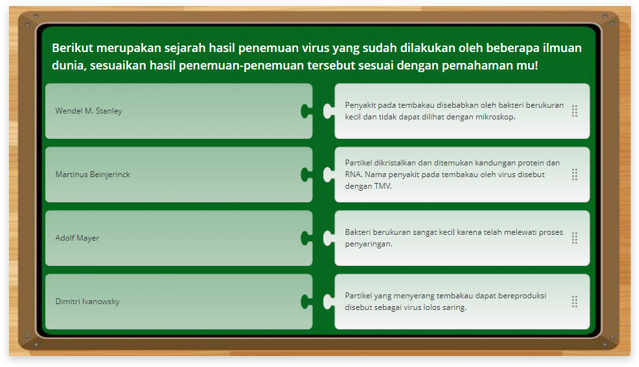 Berikut merupakan sejarah hasil penemuan virus yang sudah dilakukan oleh beberapa ilmuan
dunia, sesuaikan hasil penemuan-penemuan tersebut sesuai dengan pemahaman mu!
Wendel M. Stanley
Penyakit pada tembakau disebabkan oleh bakteri berukuran
kecil dan tidak dapat dilihat dengan mikroskop.
Martinus Beinjerinck
Partikel dikristalkan dan ditemukan kandungan protein dan
RNA. Nama penyakit pada tembakau oleh virus disebut
dengan TMV.
Adolf Mayer
Bakteri berukuran sangat kecil karena telah melewati proses
penyaringan.
Dimitri Ivanowsky
Partikel yang menyerang tembakau dapat bereproduksi
disebut sebagai virus lolos saring.